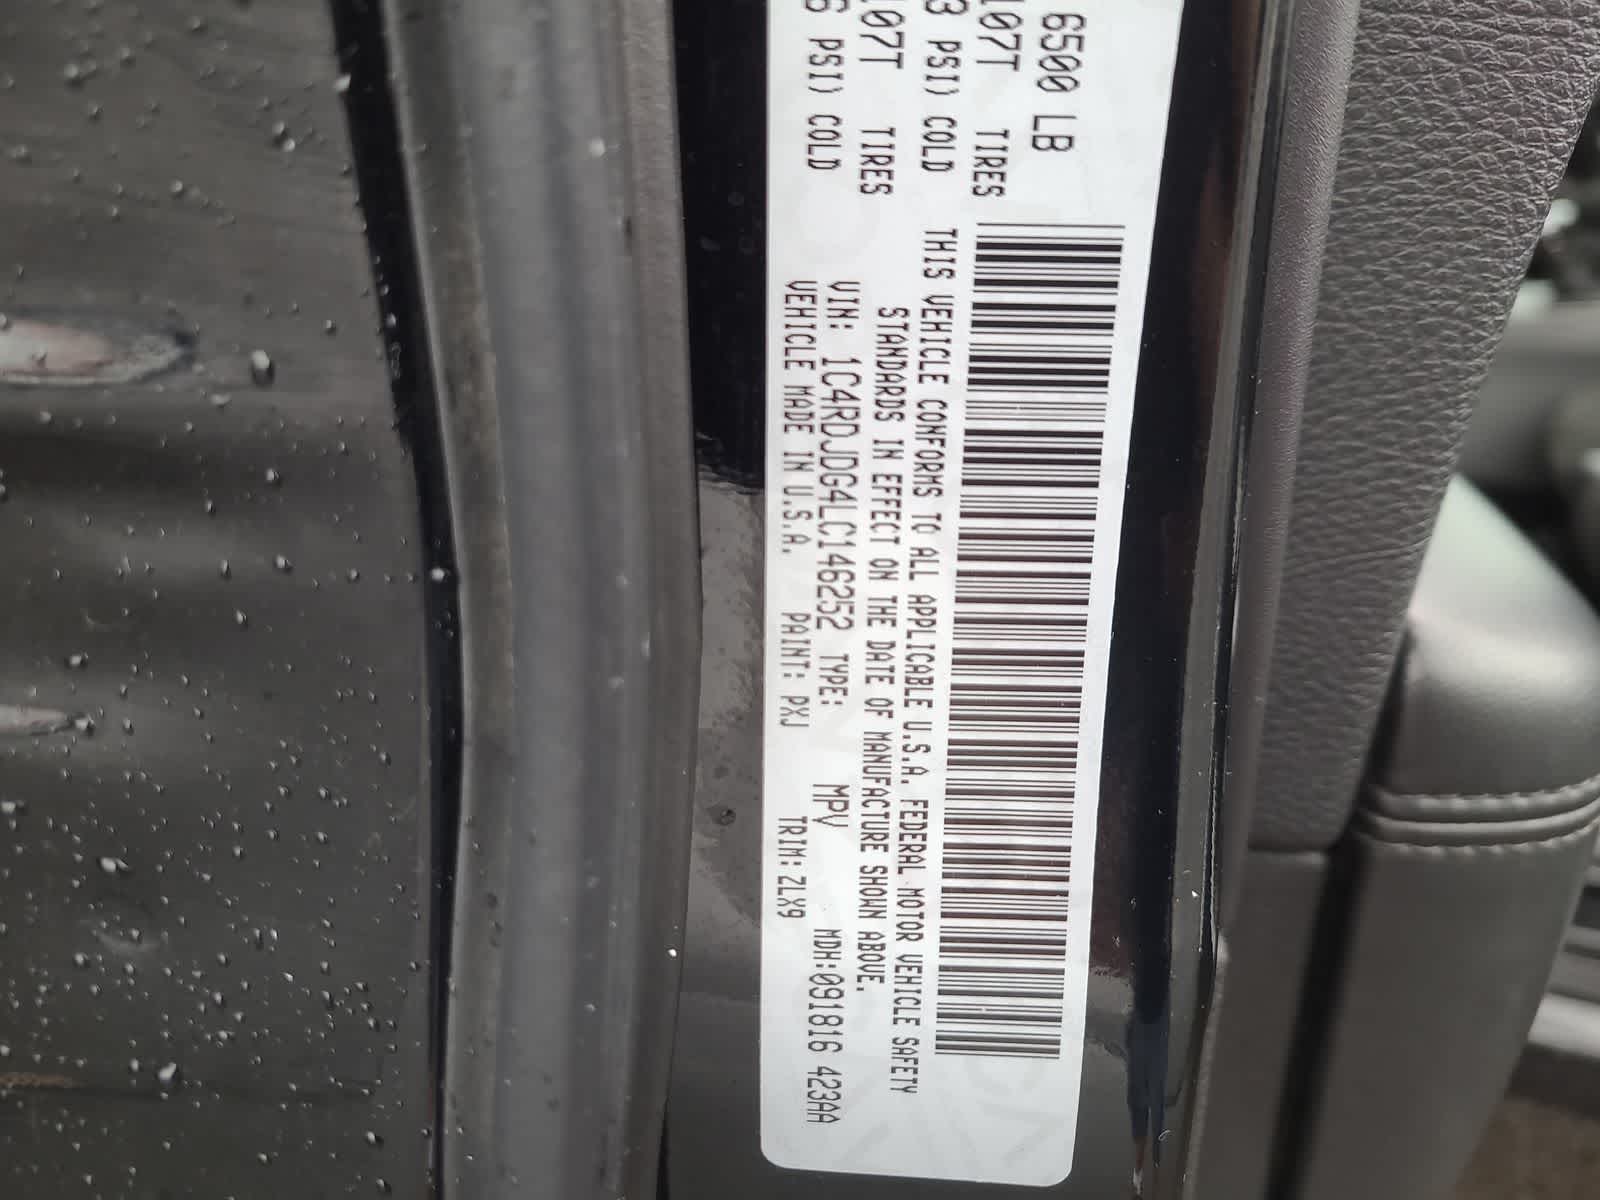 6500 LB
107T TIRES
3 PSI) COLD
107T TIRES
6 PSI) COLD
THIS VEHICLE CONFORMS TO ALL APPLICABLE U.S.A. FEDERAL MOTOR VEHICLE SAFETY
STANDARDS IN EFFECT ON THE DATE OF MANUFACTURE SHOWN ABOVE.
VIN: 1C4RDJDG4LC146252 TYPE: MPV MDH:091816 423AA
VEHICLE MADE IN U.S.A. PAINT: PXJ TRIM: ZLX9